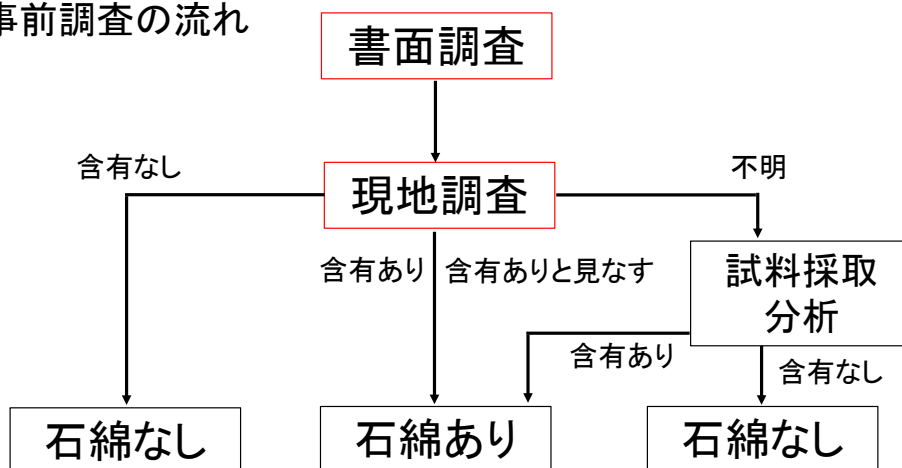 事前調査の流れ
書面調査
含有なし
現地調査
不明
含有あり
含有ありと見なす
試料採取
分析
含有あり
含有なし
石綿なし
石綿あり
石綿なし